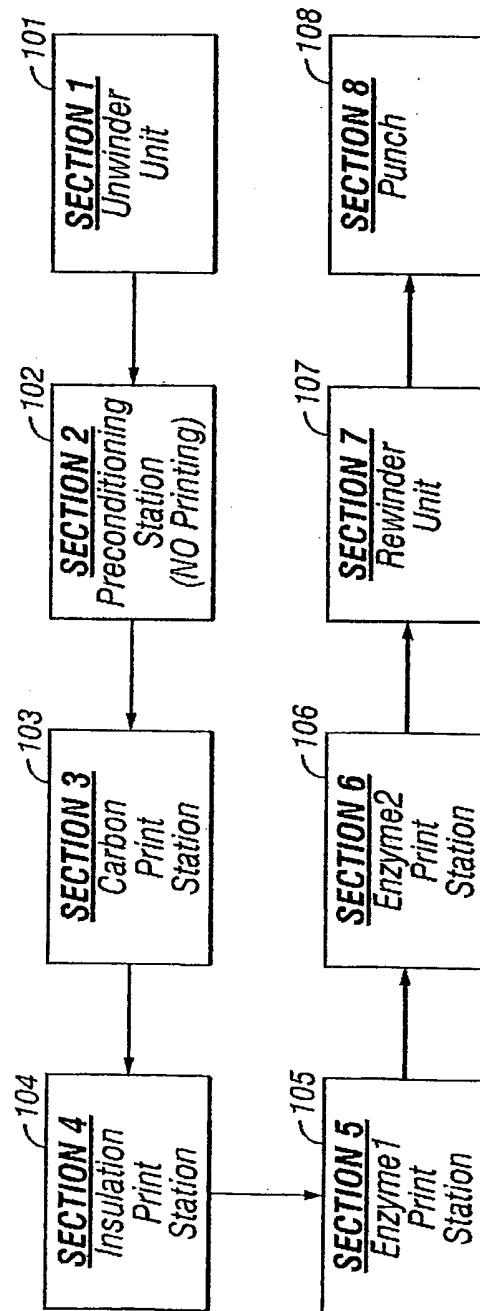 101
SECTION 1
Unwinder
Unit
102
SECTION 2
Preconditioning
Station
(NO Printing)
103
SECTION 3
Carbon
Print
Station
104
SECTION 4
Insulation
Print
Station
105
SECTION 5
Enzyme1
Print
Station
106
SECTION 6
Enzyme2
Print
Station
107
SECTION 7
Rewinder
Unit
108
SECTION 8
Punch